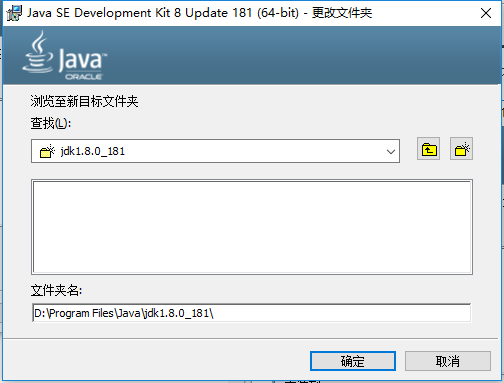 Java SE Development Kit 8 Update 181 (64-bit) - 更改文件夹
Java™
ORACLE
浏览至新目标文件夹
查找(L):
jdk1.8.0_181
文件夹名:
D:\Program Files\Java\jdk1.8.0_181\
确定
取消